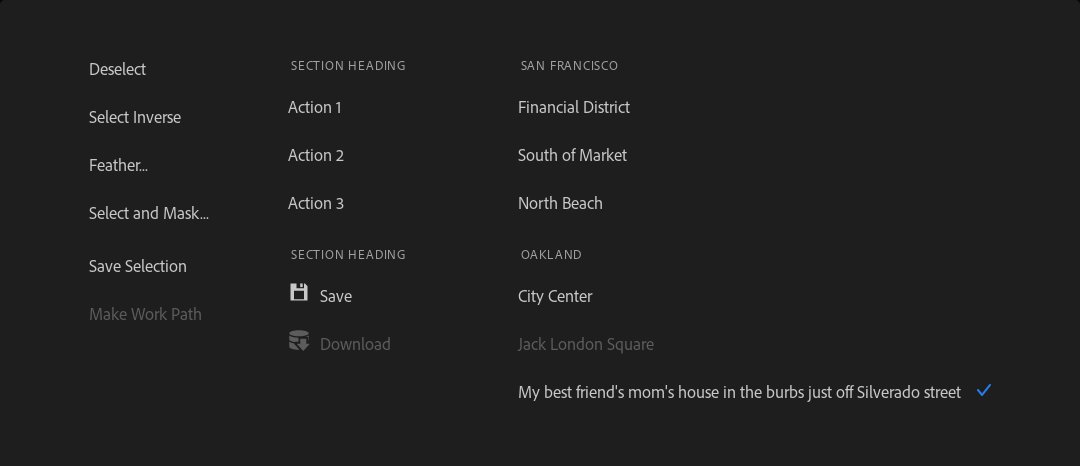 Deselect
Select Inverse
Feather...
Select and Mask...
Save Selection
Make Work Path
SECTION HEADING
Action 1
Action 2
Action 3
SECTION HEADING
Save
Download
SAN FRANCISCO
Financial District
South of Market
North Beach
OAKLAND
City Center
Jack London Square
My best friend's mom's house in the burbs just off Silverado street